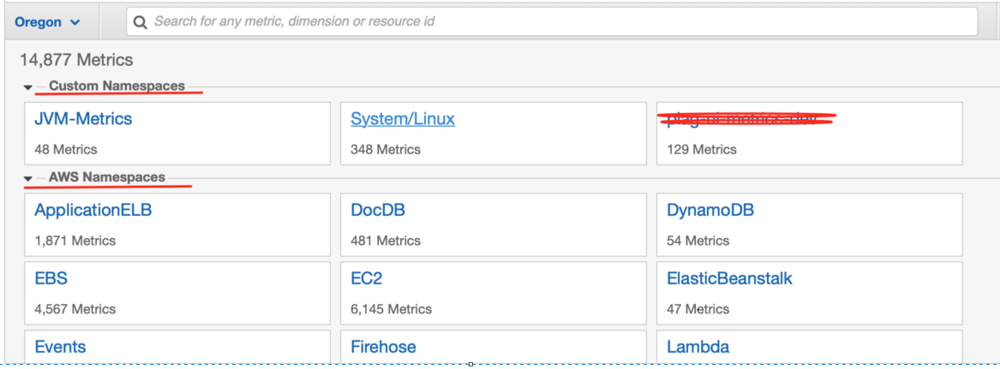 Oregon
Search for any metric, dimension or resource id
14,877 Metrics
Custom Namespaces
JVM-Metrics
System/Linux
48 Metrics
348 Metrics
129 Metrics
AWS Namespaces
ApplicationELB
DocDB
DynamoDB
1,871 Metrics
481 Metrics
54 Metrics
EBS
EC2
ElasticBeanstalk
4,567 Metrics
6,145 Metrics
47 Metrics
Events
Firehose
Lambda